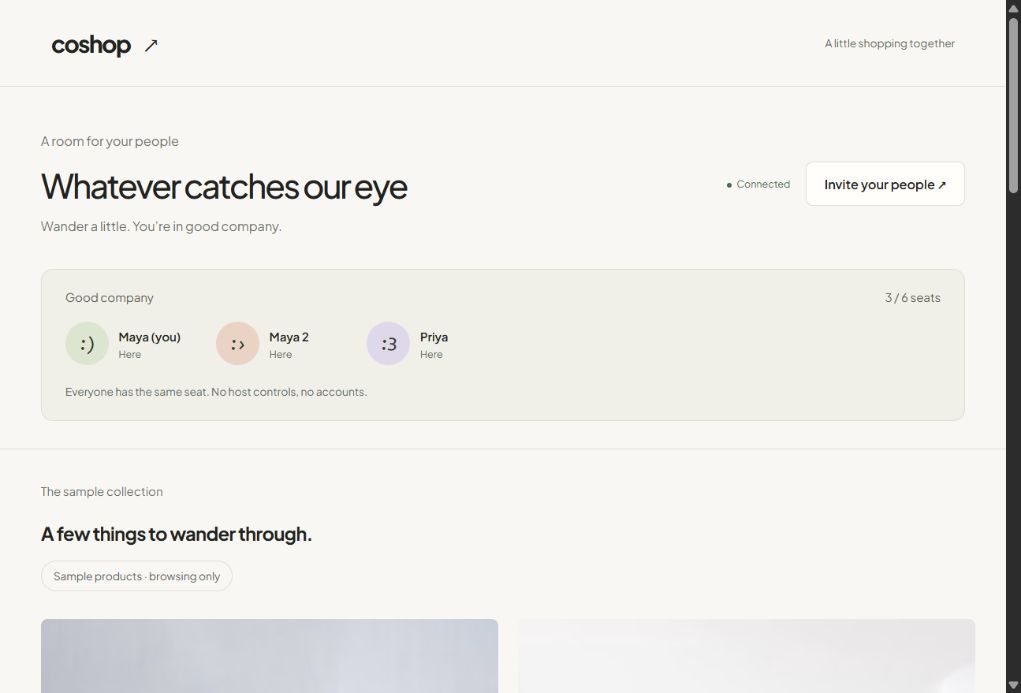 coshop ↗
A little shopping together
A room for your people
Whatever catches our eye
Wander a little. You're in good company.
• Connected
Invite your people ↗
Good company
3 / 6 seats
:) Maya (you)
Here
:› Maya 2
Here
:3 Priya
Here
Everyone has the same seat. No host controls, no accounts.
The sample collection
A few things to wander through.
Sample products · browsing only